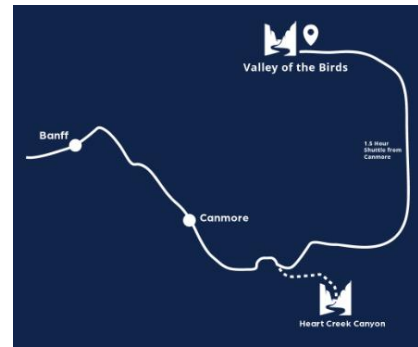 Valley of the Birds
Banff
1.5 Hour
Shuttle from
Canmore
Canmore
Heart Creek Canyon